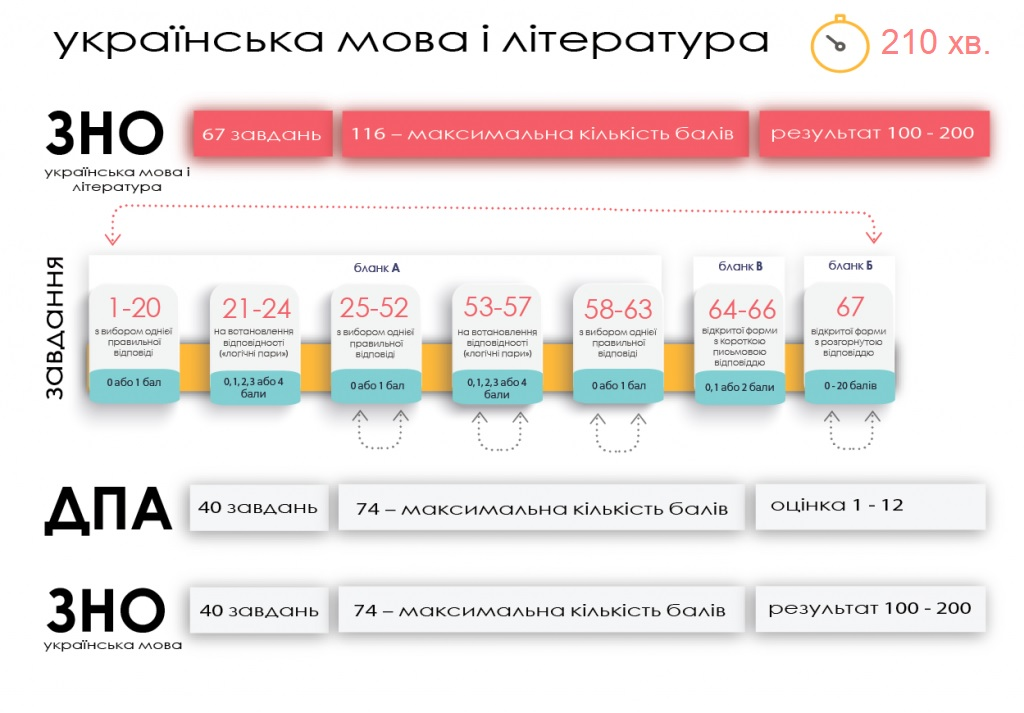 українська мова і література
210 хв.
ЗНО
українська мова і
література
67 завдань
116 – максимальна кількість балів
результат 100 - 200
завдання
бланк А
бланк В
бланк Б
1-20
з вибором однієї
правильної
відповіді
0 або 1 бал
21-24
на встановлення
відповідності
(«логічні пари»)
0, 1, 2, 3 або 4
бали
25-52
з вибором однієї
правильної
відповіді
0 або 1 бал
53-57
на встановлення
відповідності
(«логічні пари»)
0, 1, 2, 3 або 4
бали
58-63
з вибором однієї
правильної
відповіді
0 або 1 бал
64-66
відкритої форми
з короткою
письмовою
відповіддю
0, 1 або 2 бали
67
відкритої форми
з розгорнутою
відповіддю
0 - 20 балів
ДПА
40 завдань
74 – максимальна кількість балів
оцінка 1 - 12
ЗНО
українська мова
40 завдань
74 – максимальна кількість балів
результат 100 - 200